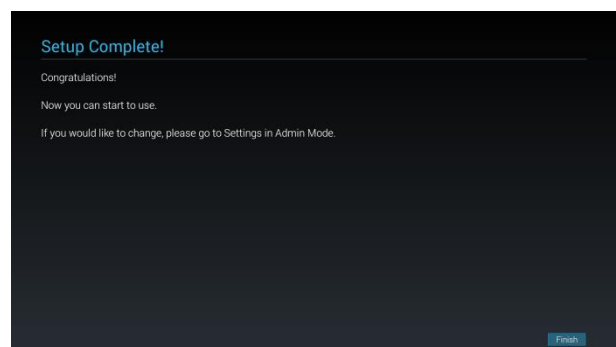 Setup Complete!
Congratulations!
Now you can start to use.
If you would like to change, please go to Settings in Admin Mode.
Finish